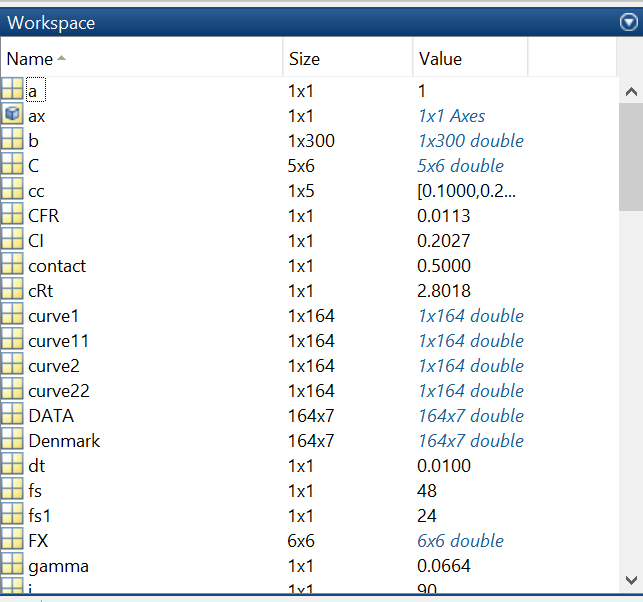 Workspace
Name Size Value
a 1x1 1
ax 1x1 1x1 Axes
b 1x300 1x300 double
C 5x6 5x6 double
cc 1x5 [0.1000,0.2...
CFR 1x1 0.0113
CI 1x1 0.2027
contact 1x1 0.5000
cRt 1x1 2.8018
curve1 1x164 1x164 double
curve11 1x164 1x164 double
curve2 1x164 1x164 double
curve22 1x164 1x164 double
DATA 164x7 164x7 double
Denmark 164x7 164x7 double
dt 1x1 0.0100
fs 1x1 48
fs1 1x1 24
FX 6x6 6x6 double
gamma 1x1 0.0664
i 1x1 90